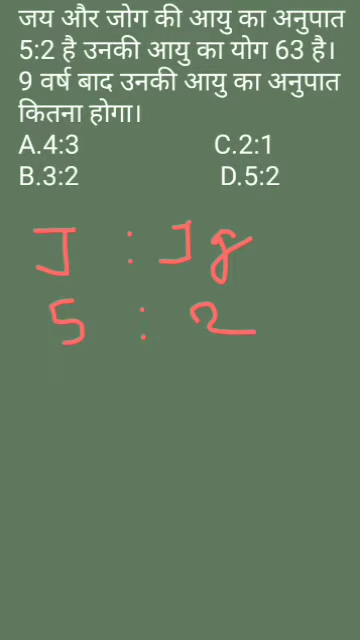 जय और जोग की आयु का अनुपात
5:2 है उनकी आयु का योग 63 है।
9 वर्ष बाद उनकी आयु का अनुपात
कितना होगा।
A.4:3 C.2:1
B.3:2 D.5:2
J : Jg
5 : 2